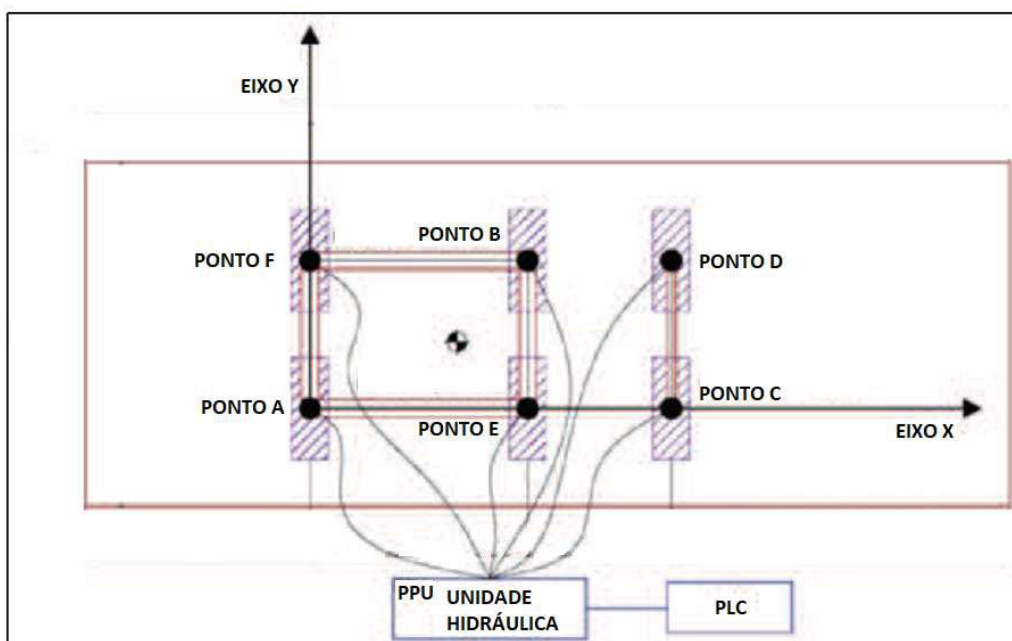 EIXO Y
PONTO B
PONTO F
PONTO D
PONTO A
PONTO E
PONTO C
EIXO X
PPU
UNIDADE
HIDRÁULICA
PLC